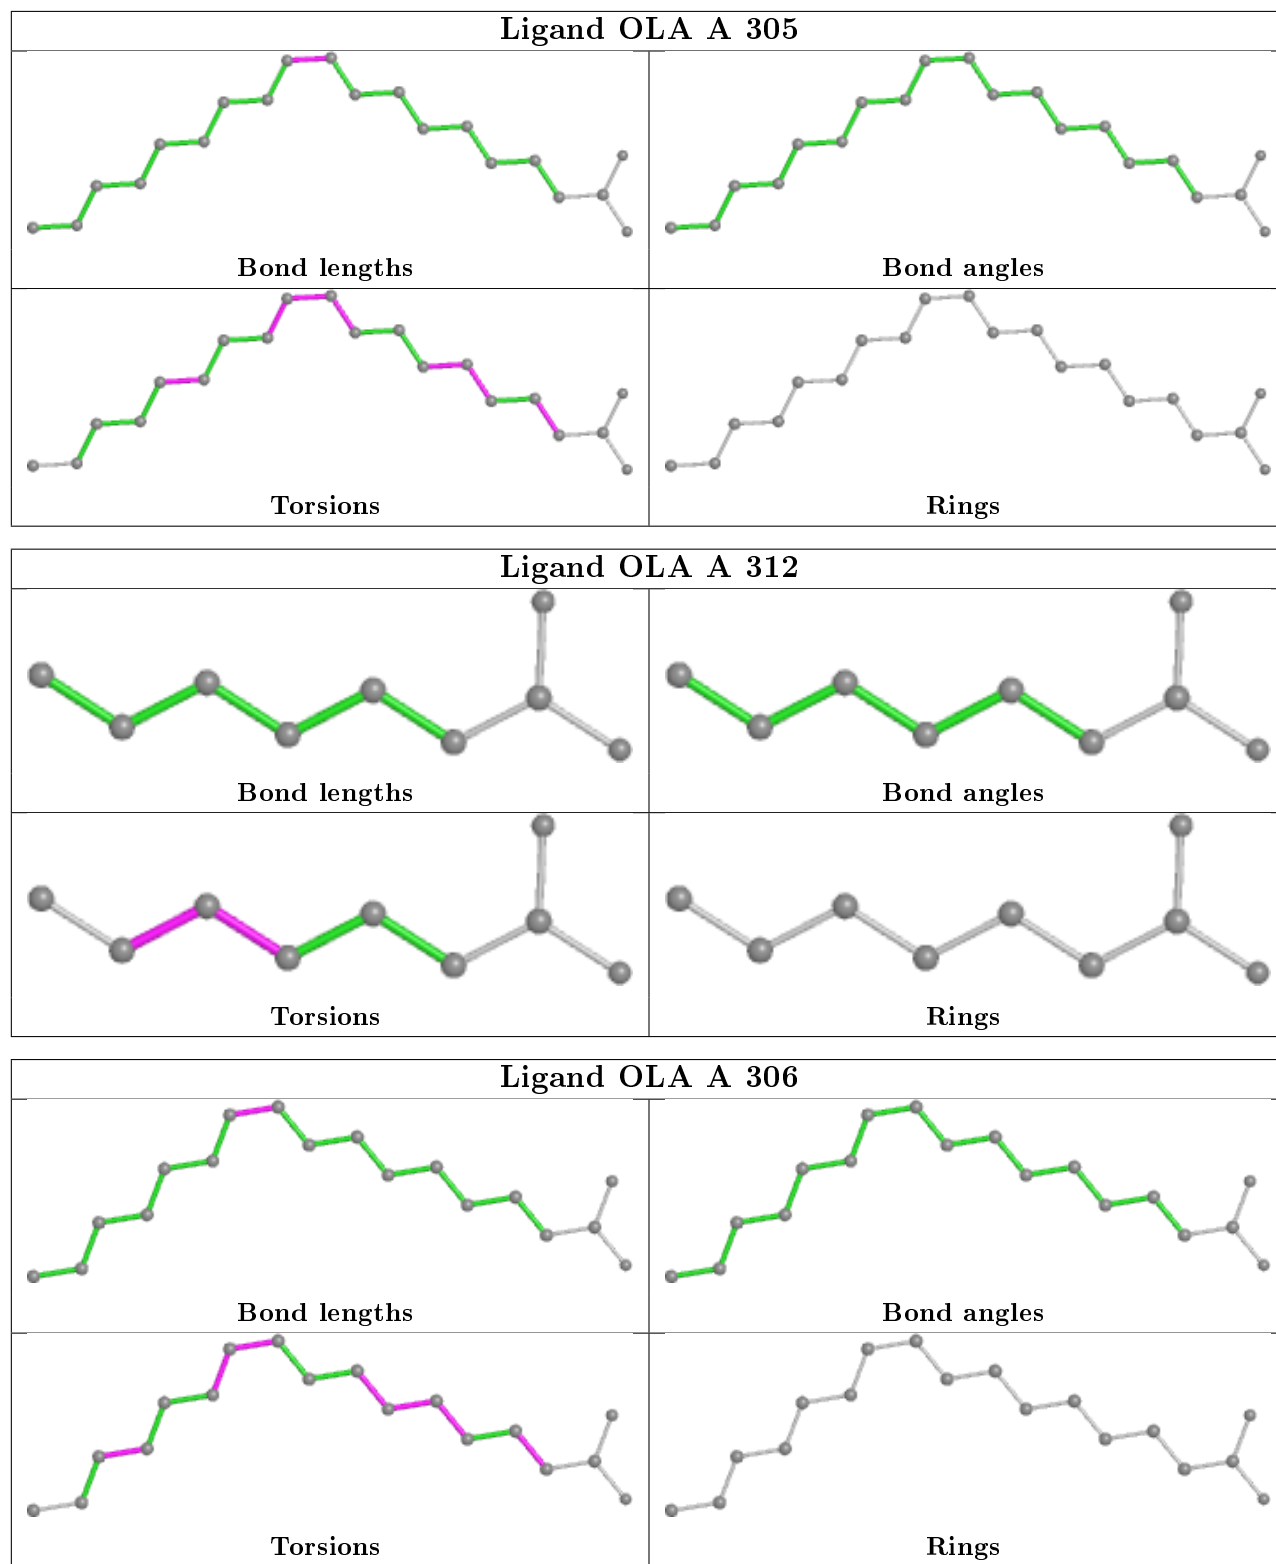 Ligand OLA A 305
Bond lengths
Bond angles
Torsions
Rings
Ligand OLA A 312
Bond lengths
Bond angles
Torsions
Rings
Ligand OLA A 306
Bond lengths
Bond angles
Torsions
Rings